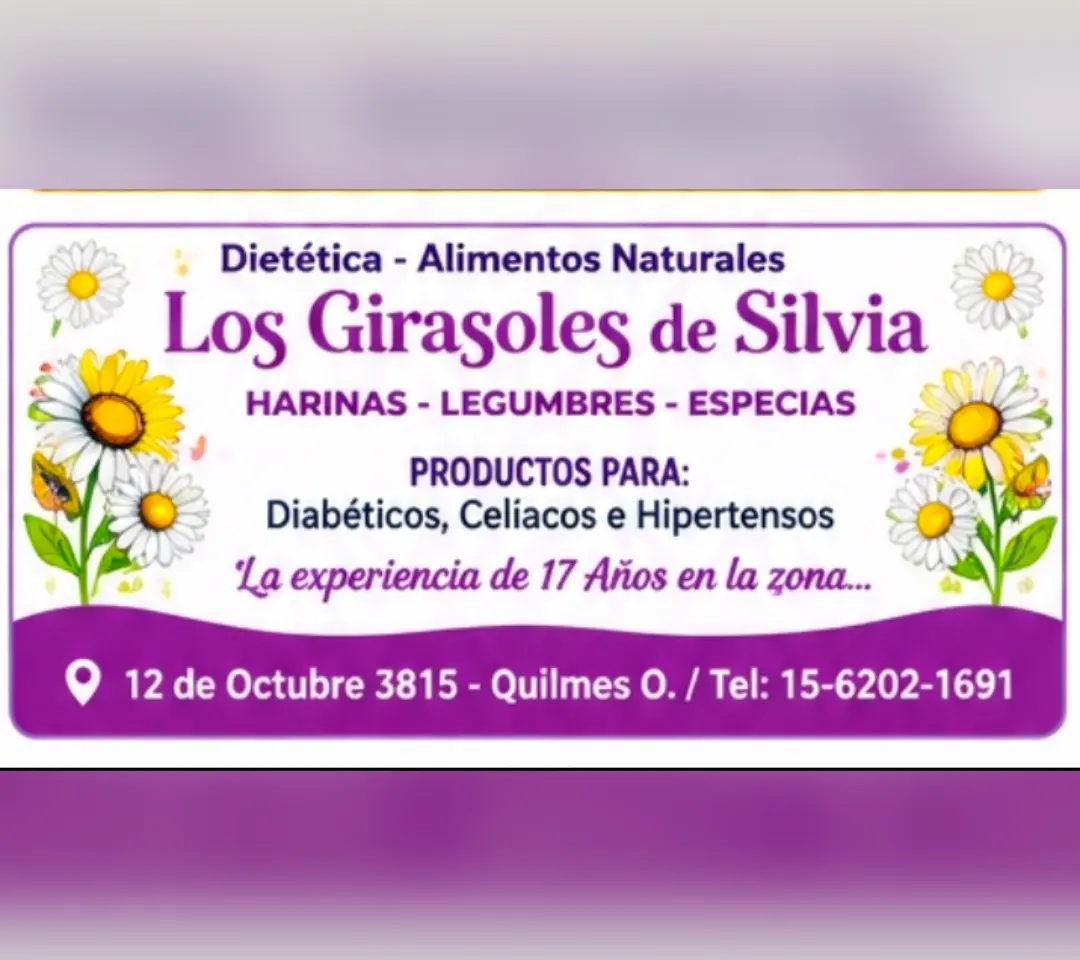 Dietética - Alimentos Naturales
Los Girasoles de Silvia
HARINAS - LEGUMBRES - ESPECIAS
PRODUCTOS PARA:
Diabéticos, Celíacos e Hipertensos
"La experiencia de 17 Años en la zona...
12 de Octubre 3815 - Quilmes O. / Tel: 15-6202-1691